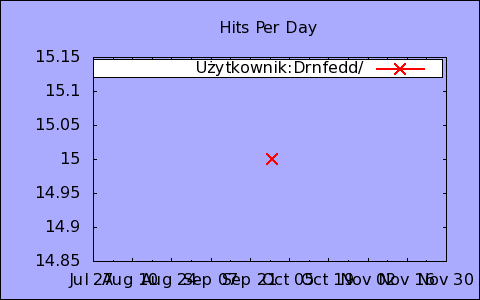 Hits Per Day
Użytkownik:Drnfedd/
15.15
15.1
15.05
15
14.95
14.9
14.85
Jul 27 Aug 10 Aug 24 Sep 07 Sep 21 Oct 05 Oct 19 Nov 02 Nov 16 Nov 30